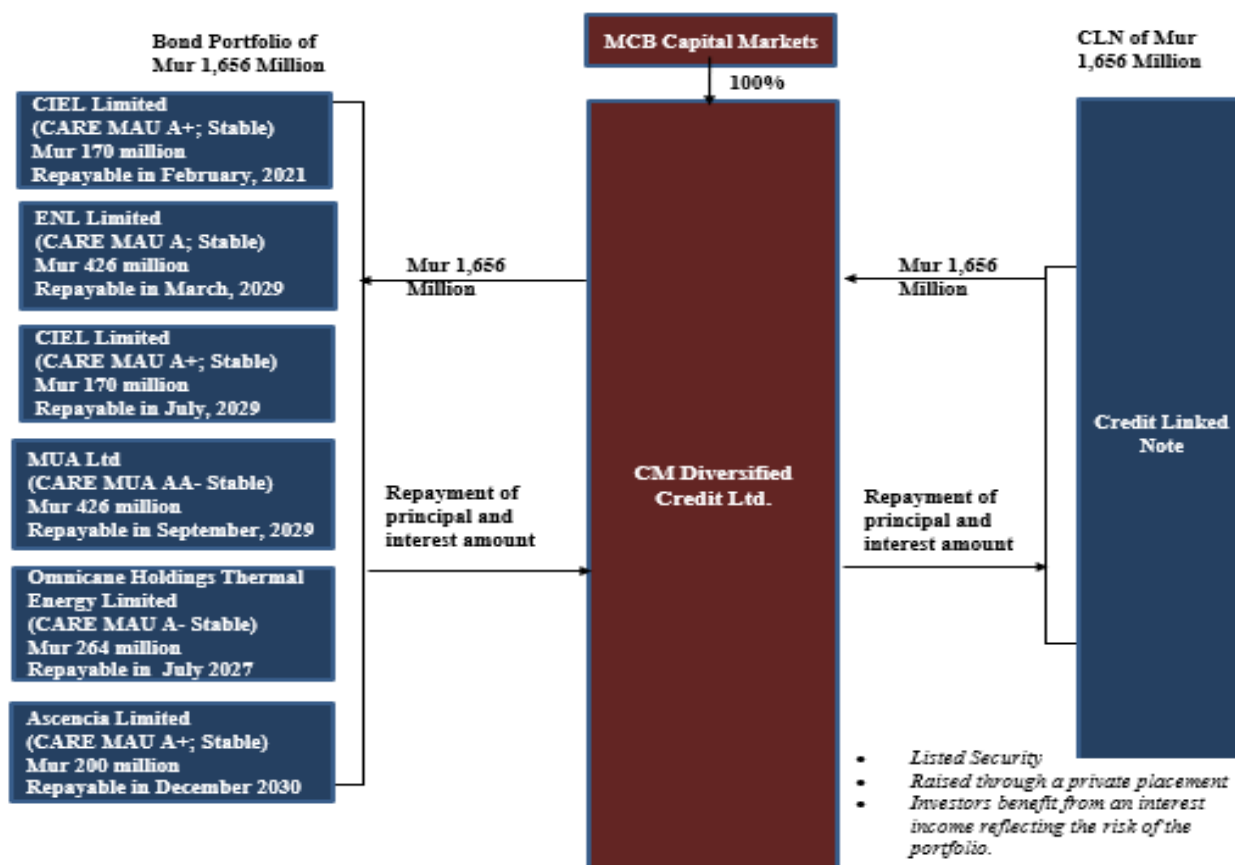 Bond Portfolio of
Mur 1,656 Million
MCB Capital Markets
100%
CLN of Mur
1,656 Million
CIEL Limited
(CARE MAU A+; Stable)
Mur 170 million
Repayable in February, 2021
ENL Limited
(CARE MAU A; Stable)
Mur 426 million
Repayable in March, 2029
CIEL Limited
(CARE MAU A+; Stable)
Mur 170 million
Repayable in July, 2029
MUA Ltd
(CARE MUA AA- Stable)
Mur 426 million
Repayable in September, 2029
Omnicane Holdings Thermal
Energy Limited
(CARE MAU A- Stable)
Mur 264 million
Repayable in July 2027
Ascencia Limited
(CARE MAU A+; Stable)
Mur 200 million
Repayable in December 2030
Mur 1,656
Million
Repayment of
principal and
interest amount
CM Diversified
Credit Ltd.
Mur 1,656
Million
Repayment of
principal and
interest amount
Credit Linked
Note
• Listed Security
• Raised through a private placement
• Investors benefit from an interest
income reflecting the risk of the
portfolio.